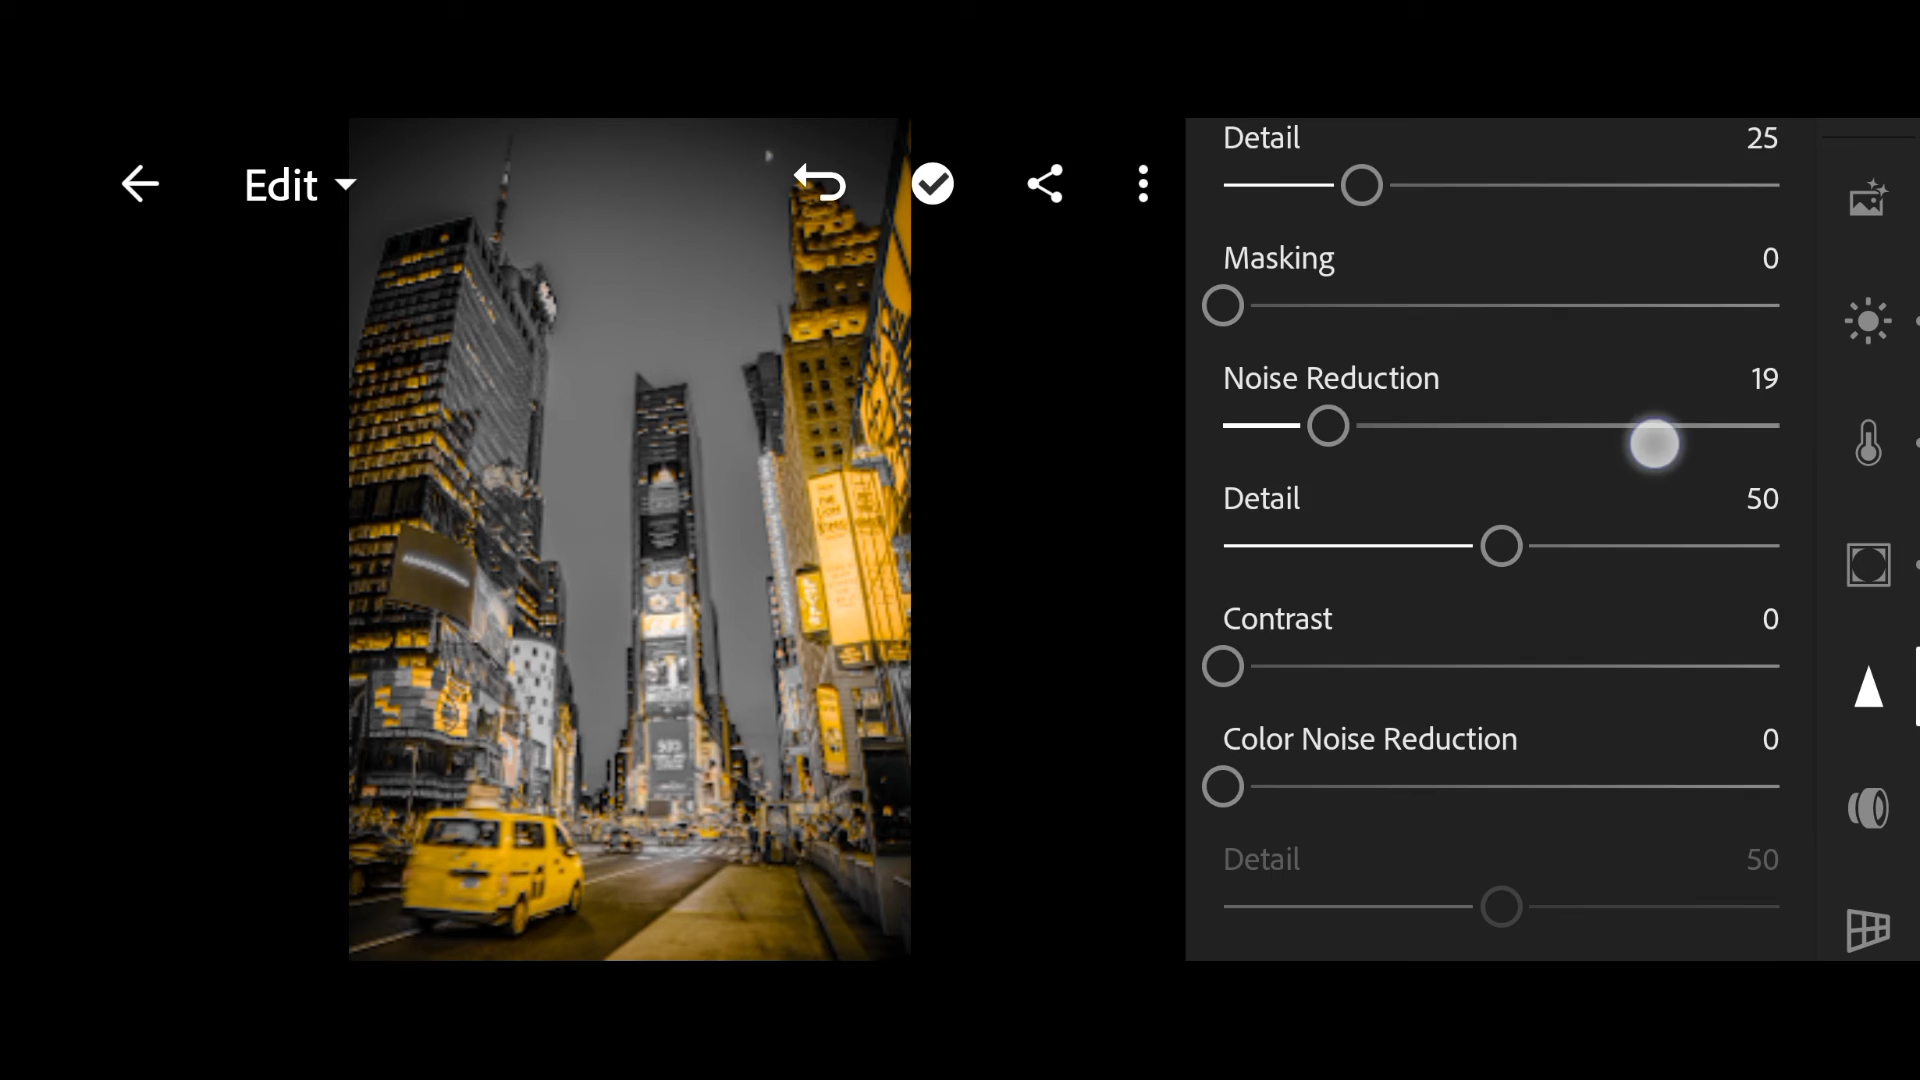 Edit
Detail 25
Masking 0
Noise Reduction 19
Detail 50
Contrast 0
Color Noise Reduction 0
Detail 50